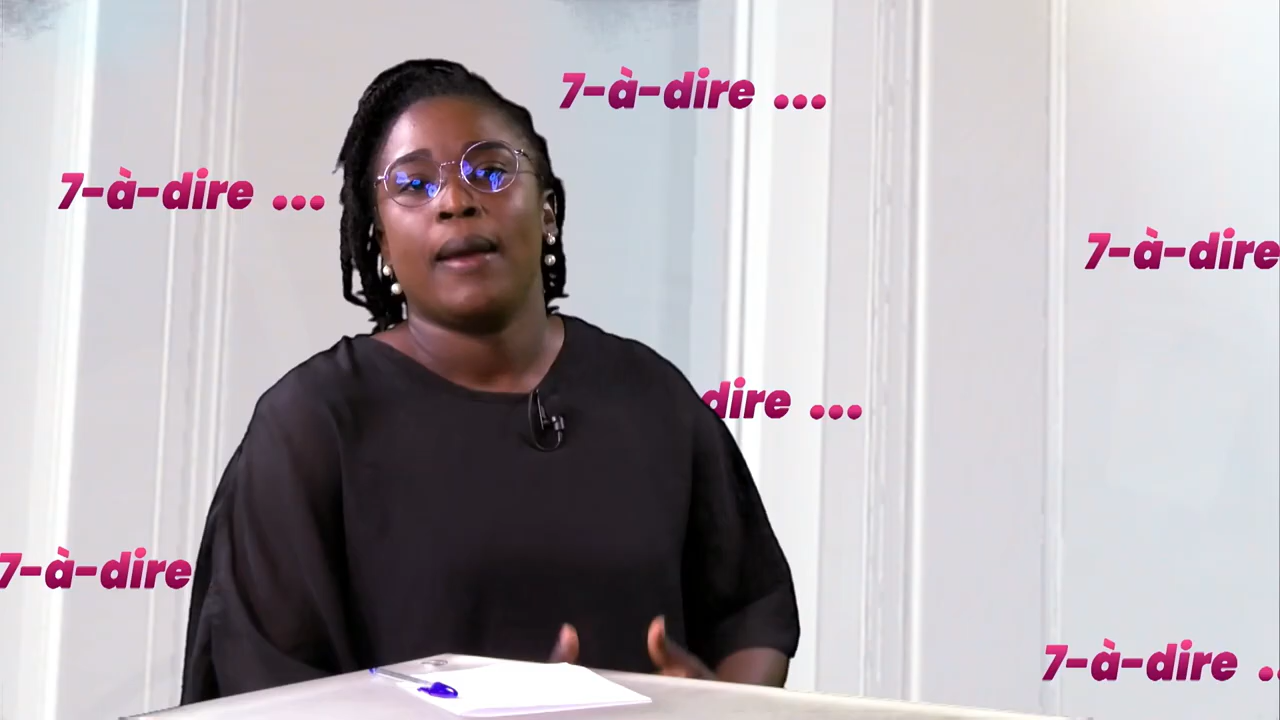 7-à-dire ...
7-à-dire ...
7-à-dire
dire ...
7-à-dire
7-à-dire ..